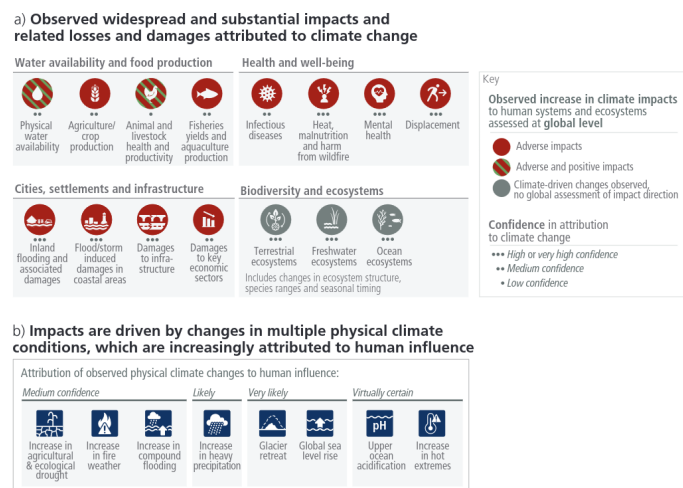 a) Observed widespread and substantial impacts and
related losses and damages attributed to climate change
Water availability and food production
Physical
water
availability
Agriculture/
crop
production
Animal and
livestock
health and
productivity
Fisheries
yields and
aquaculture
production
Health and well-being
Infectious
diseases
Heat,
malnutrition
and harm
from wildfire
Mental
health
Displacement
Cities, settlements and infrastructure
Inland
flooding and
associated
damages
Flood/storm
induced
damages in
coastal areas
Damages
to infra-
structure
Damages
to key
economic
sectors
Biodiversity and ecosystems
Terrestrial
ecosystems
Freshwater
ecosystems
Ocean
ecosystems
Includes changes in ecosystem structure,
species ranges and seasonal timing
Key
Observed increase in climate impacts
to human systems and ecosystems
assessed at global level
Adverse impacts
Adverse and positive impacts
Climate-driven changes observed,
no global assessment of impact direction
Confidence in attribution
to climate change
••• High or very high confidence
•• Medium confidence
• Low confidence
b) Impacts are driven by changes in multiple physical climate
conditions, which are increasingly attributed to human influence
Attribution of observed physical climate changes to human influence:
Medium confidence
Increase in
agricultural
& ecological
drought
Increase
in fire
weather
Increase in
compound
flooding
Likely
Increase
in heavy
precipitation
Very likely
Glacier
retreat
Global sea
level rise
Virtually certain
pH
Upper
ocean
acidification
Increase
in hot
extremes